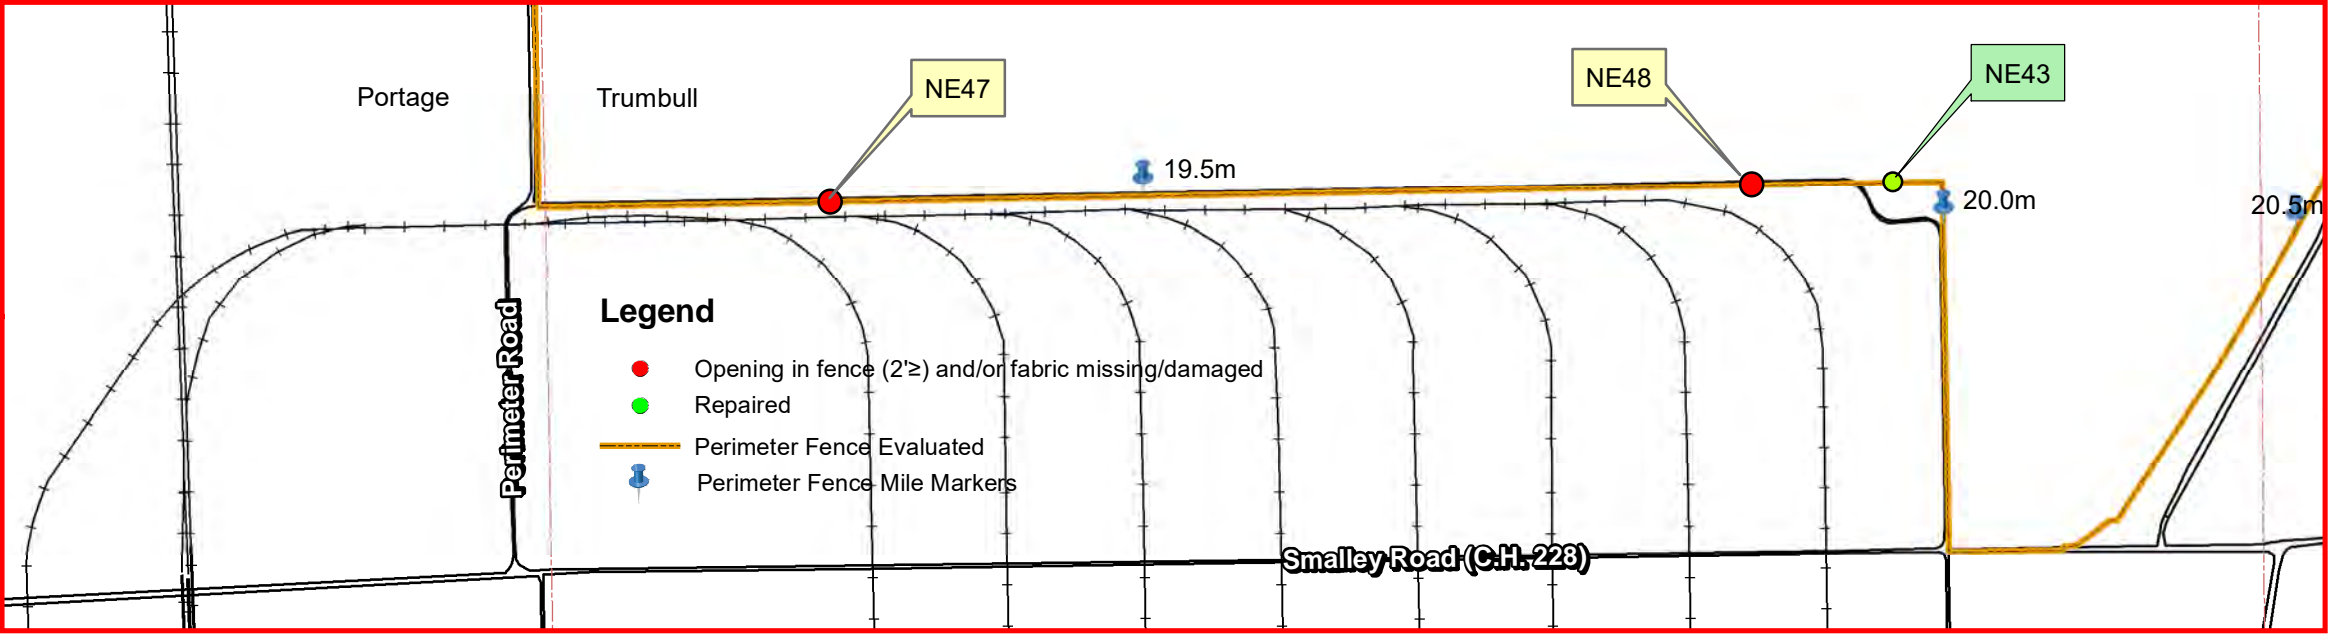 Portage
Trumbull
NE47
NE48
NE43
19.5m
20.0m
20.5m
Perimeter Road
Legend
Opening in fence (2'≥) and/or fabric missing/damaged
Repaired
Perimeter Fence Evaluated
Perimeter Fence Mile Markers
Smalley Road (C.H. 228)